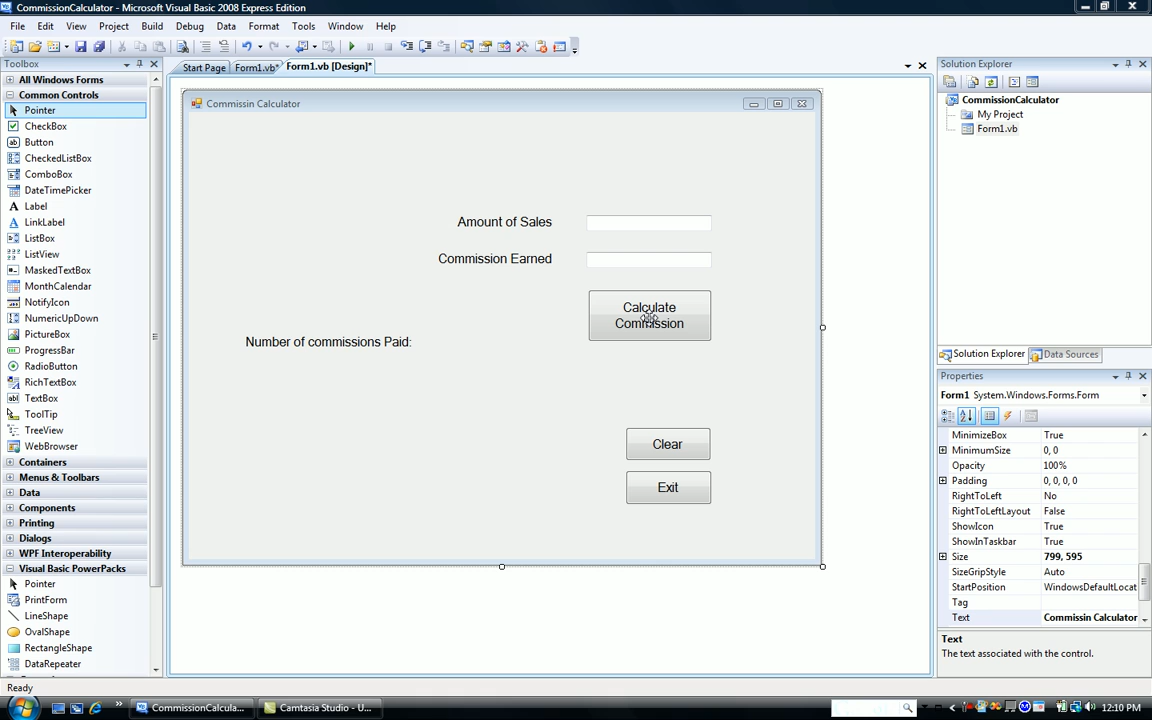 CommissionCalculator - Microsoft Visual Basic 2008 Express Edition
File Edit View Project Build Debug Data Format Tools Window Help
Toolbox
All Windows Forms
Common Controls
Pointer
CheckBox
Button
CheckedListBox
ComboBox
DateTimePicker
Label
LinkLabel
ListBox
ListView
MaskedTextBox
MonthCalendar
NotifyIcon
NumericUpDown
PictureBox
ProgressBar
RadioButton
RichTextBox
TextBox
ToolTip
TreeView
WebBrowser
Containers
Menus & Toolbars
Data
Components
Printing
Dialogs
WPF Interoperability
Visual Basic PowerPacks
Pointer
PrintForm
LineShape
OvalShape
RectangleShape
DataRepeater
Start Page Form1.vb* Form1.vb [Design]*
Commissin Calculator
Amount of Sales
Commission Earned
Calculate
Commission
Number of commissions Paid:
Clear
Exit
Solution Explorer
CommissionCalculator
My Project
Form1.vb
Solution Explorer Data Sources
Properties
Form1 System.Windows.Forms.Form
MinimizeBox True
MinimumSize 0, 0
Opacity 100%
Padding 0, 0, 0, 0
RightToLeft No
RightToLeftLayout False
ShowIcon True
ShowInTaskbar True
Size 799, 595
SizeGripStyle Auto
StartPosition WindowsDefaultLocat
Tag
Text Commissin Calculator
Text
The text associated with the control.
Ready
CommissionCalcula... Camtasia Studio - U... 12:10 PM